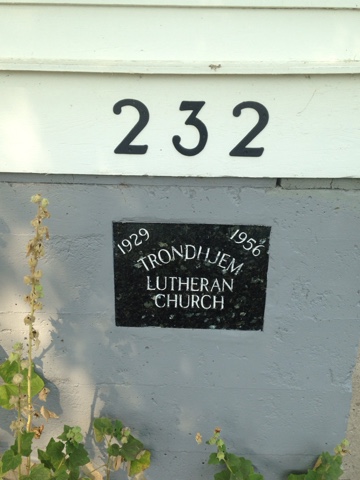 232
1929 1956
TRONDHJEM
LUTHERAN
CHURCH